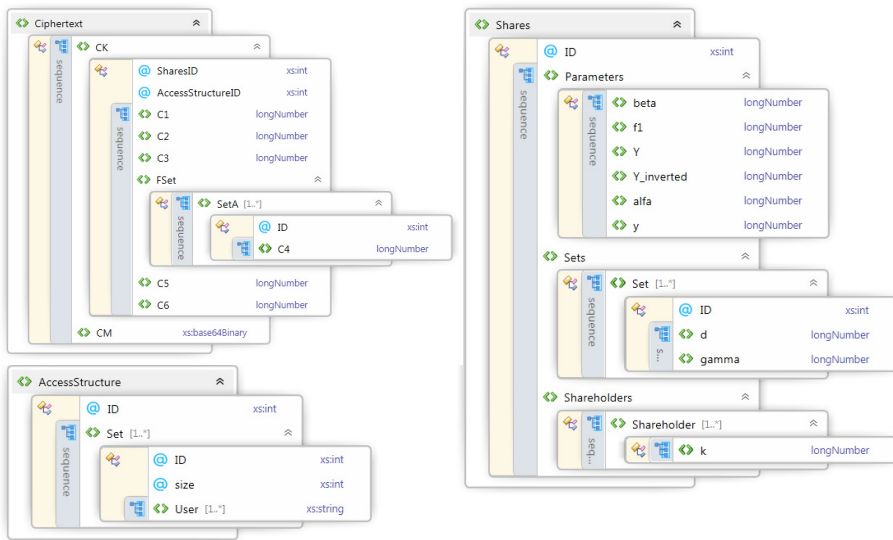 Ciphertext
CK
sequence
@ SharesID xs:int
@ AccessStructureID xs:int
sequence
C1 longNumber
C2 longNumber
C3 longNumber
FSet
sequence
SetA [1..*]
@ ID xs:int
C4 longNumber
C5 longNumber
C6 longNumber
CM xs:base64Binary
AccessStructure
@ ID xs:int
sequence
Set [1..*]
@ ID xs:int
@ size xs:int
User [1..*] xs:string
Shares
@ ID xs:int
sequence
Parameters
sequence
beta longNumber
f1 longNumber
Y longNumber
Y_inverted longNumber
alfa longNumber
y longNumber
Sets
sequence
Set [1..*]
@ ID xs:int
s...
d longNumber
gamma longNumber
Shareholders
seq...
Shareholder [1..*]
k longNumber